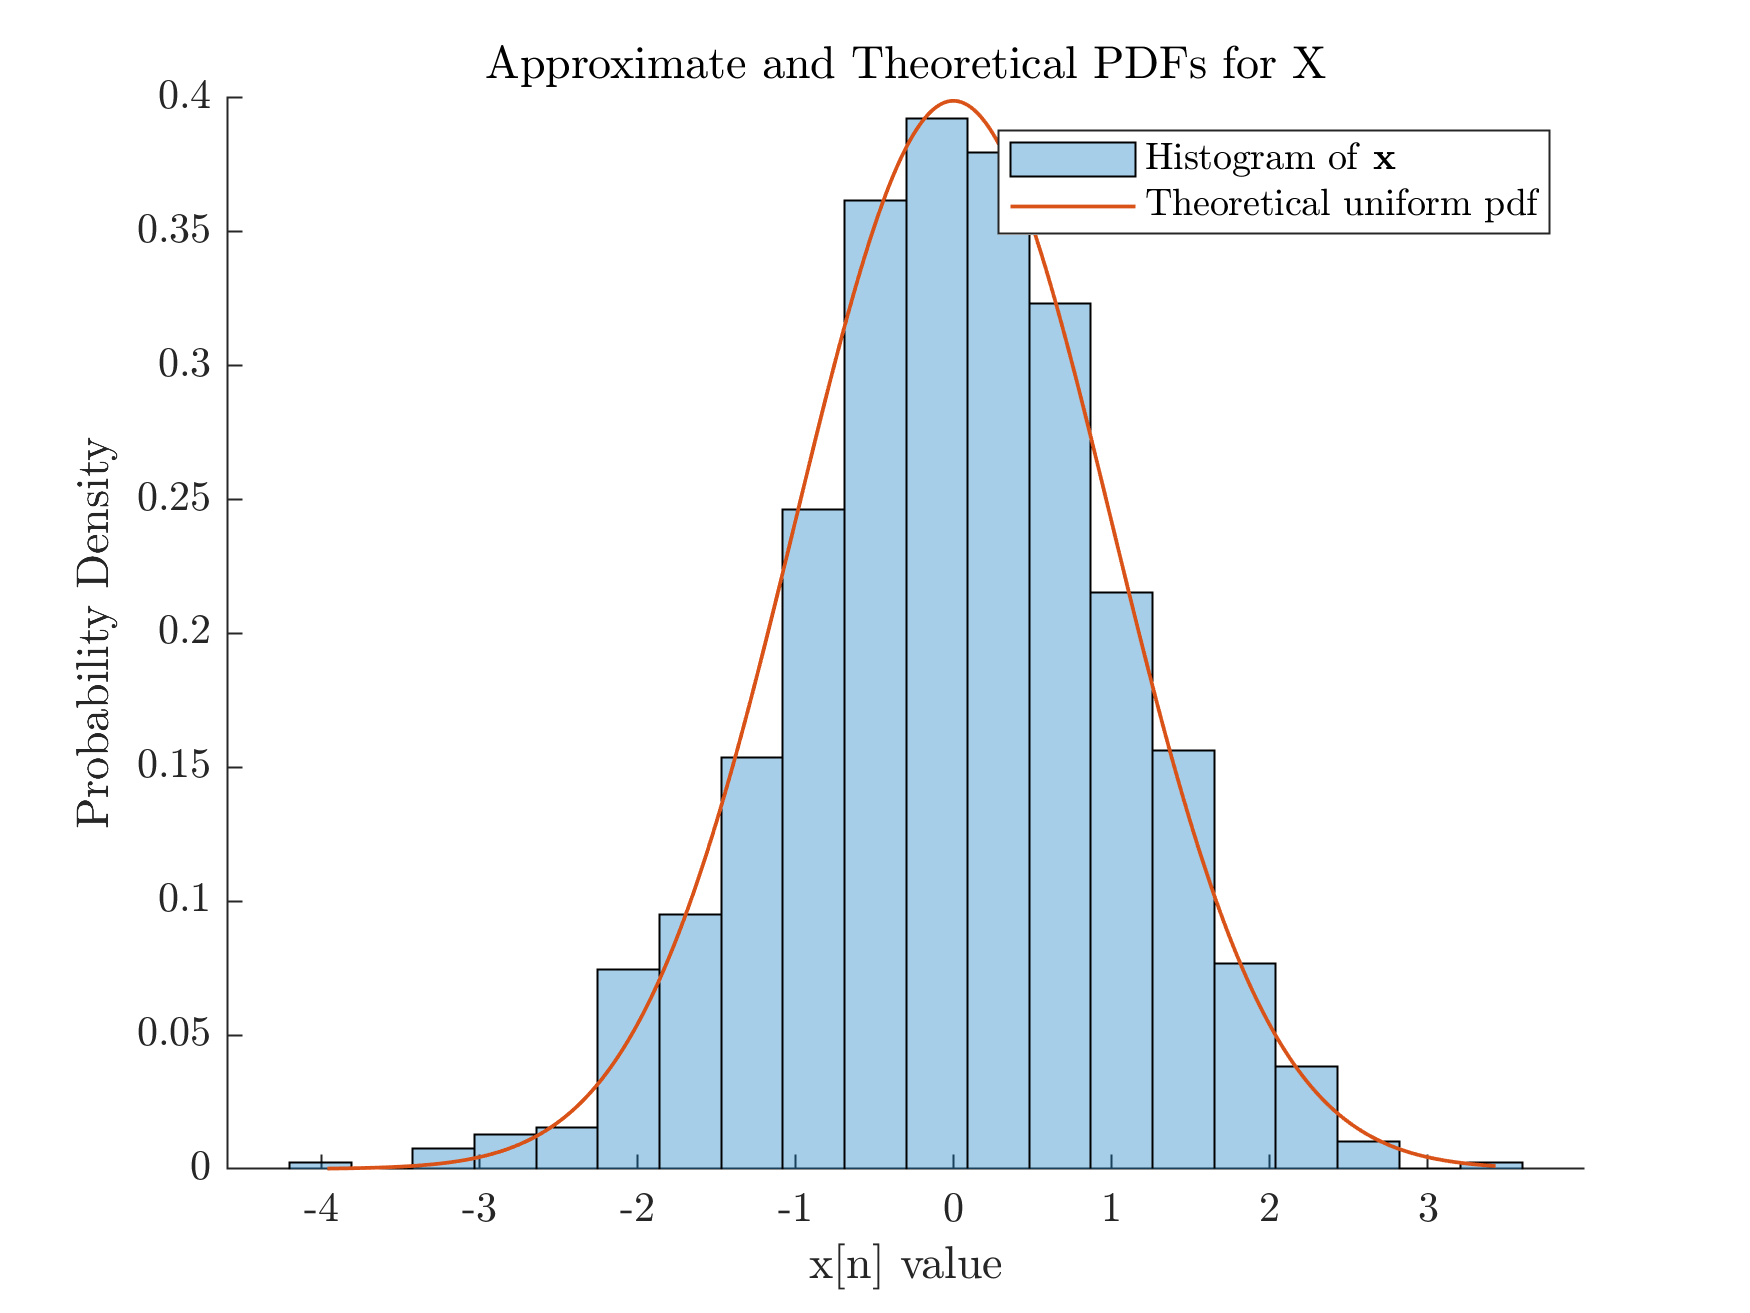 Approximate and Theoretical PDFs for X
Histogram of x
Theoretical uniform pdf
Probability Density
0.4
0.35
0.3
0.25
0.2
0.15
0.1
0.05
0
-4 -3 -2 -1 0 1 2 3
x[n] value